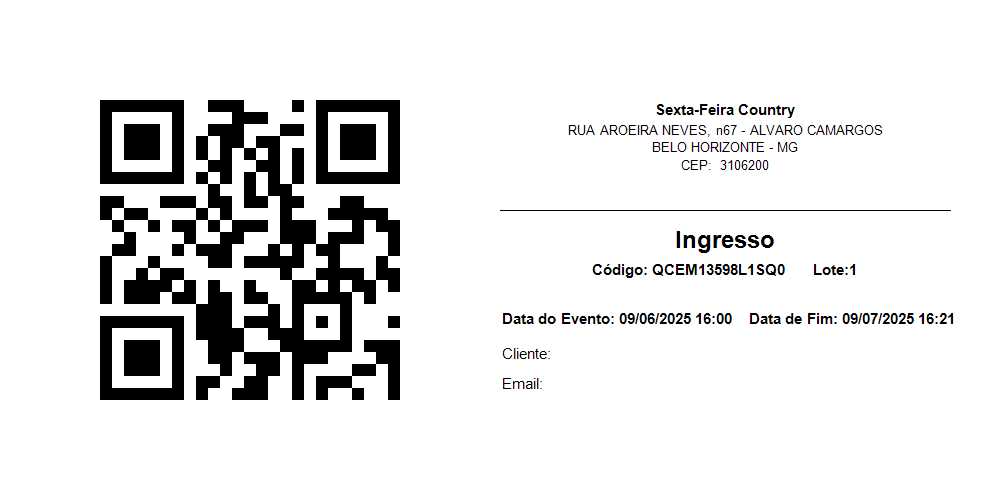 Sexta-Feira Country
RUA AROEIRA NEVES, n67 - ALVARO CAMARGOS
BELO HORIZONTE - MG
CEP: 3106200
Ingresso
Código: QCEM13598L1SQ0 Lote:1
Data do Evento: 09/06/2025 16:00 Data de Fim: 09/07/2025 16:21
Cliente:
Email: